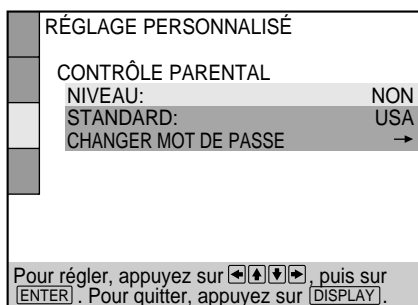 RÉGLAGE PERSONNALISÉ
CONTRÔLE PARENTAL
NIVEAU: NON
STANDARD: USA
CHANGER MOT DE PASSE →
Pour régler, appuyez sur ←↑↓→, puis sur
ENTER. Pour quitter, appuyez sur DISPLAY.